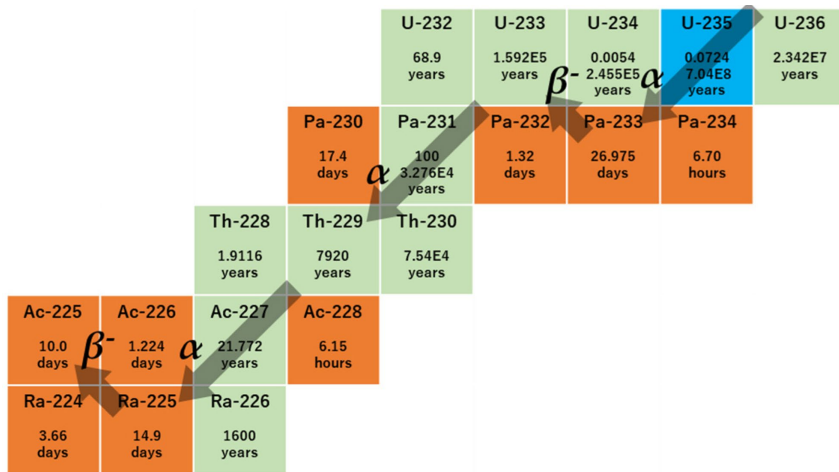 U-232 U-233 U-234 U-235 U-236
68.9 1.592E5 0.0054 0.0724 2.342E7
years years 2.455E5 7.04E8 years
years years
β- α
Pa-230 Pa-231 Pa-232 Pa-233 Pa-234
17.4 100 1.32 26.975 6.70
days 3.276E4 days days hours
years
α
Th-228 Th-229 Th-230
1.9116 7920 7.54E4
years years years
Ac-225 Ac-226 Ac-227 Ac-228
10.0 1.224 21.772 6.15
days days years hours
β- α
Ra-224 Ra-225 Ra-226
3.66 14.9 1600
days days years